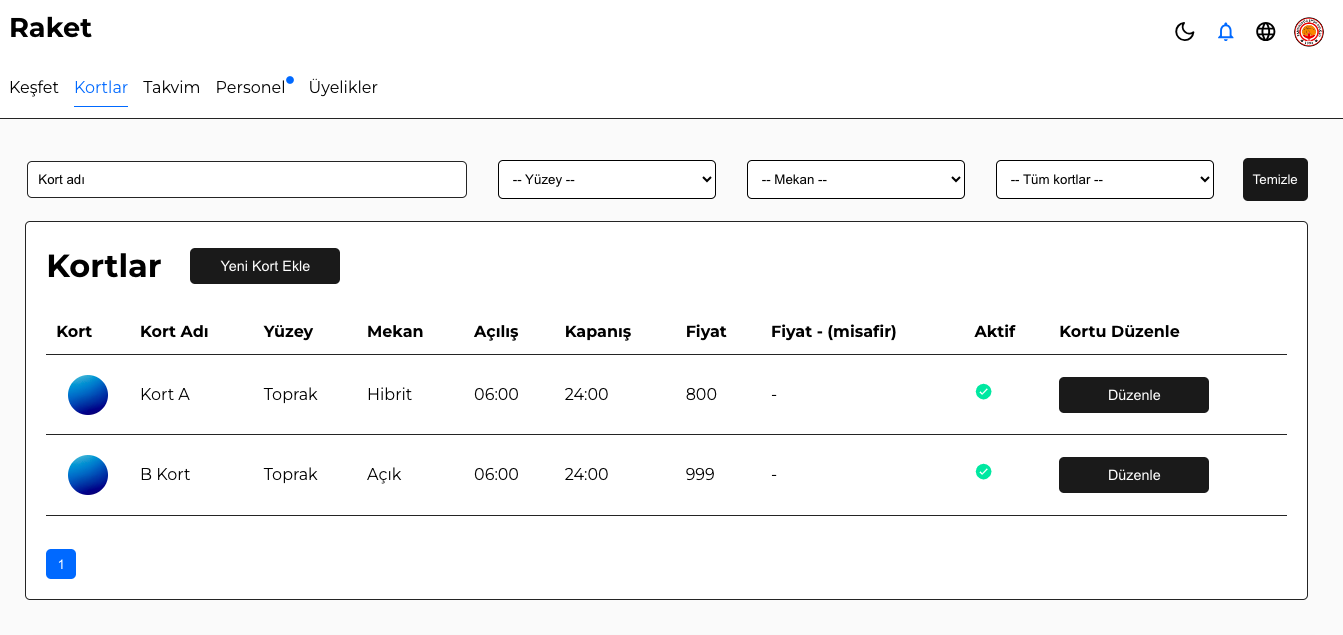 Raket
Keşfet Kortlar Takvim Personel Üyelikler
Kort adı -- Yüzey -- -- Mekan -- -- Tüm kortlar -- Temizle
Kortlar Yeni Kort Ekle
Kort Kort Adı Yüzey Mekan Açılış Kapanış Fiyat Fiyat - (misafir) Aktif Kortu Düzenle
Kort A Toprak Hibrit 06:00 24:00 800 - Düzenle
B Kort Toprak Açık 06:00 24:00 999 - Düzenle
1